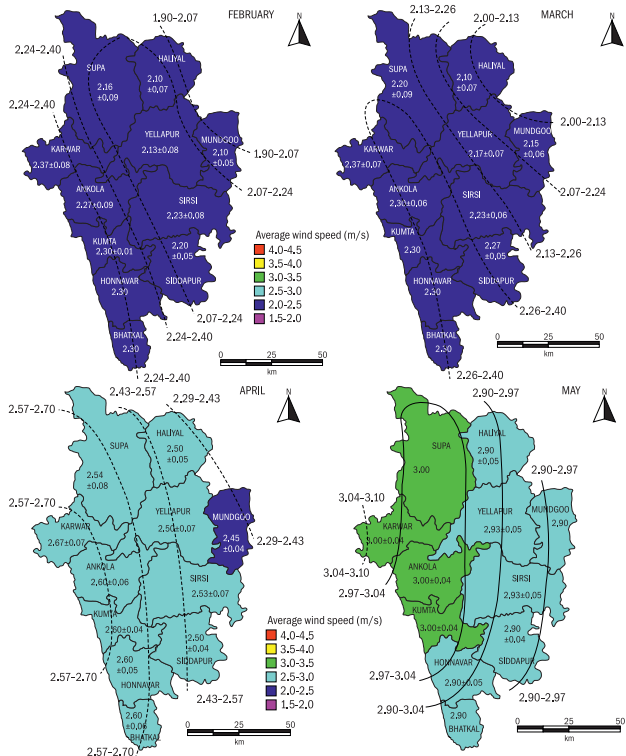 FEBRUARY
N
1.90–2.07
2.24–2.40
2.24–2.40
SUPA
2.16
±0.09
HALIYAL
2.10
±0.07
YELLAPUR
2.13±0.08
MUNDGOO
2.10
±0.05
1.90–2.07
KARWAR
2.37±0.08
2.07–2.24
ANKOLA
2.27±0.09
SIRSI
2.23±0.08
KUMTA
2.30±0.01
2.20
±0.05
HONNAVAR
2.30
SIDDAPUR
2.07–2.24
2.24–2.40
BHATKAL
2.30
2.24–2.40
0 25 50
km
Average wind speed (m/s)
4.0-4.5
3.5-4.0
3.0-3.5
2.5-3.0
2.0-2.5
1.5-2.0
MARCH
N
2.13–2.26
2.00–2.13
SUPA
2.20
±0.09
HALIYAL
2.10
±0.07
2.00–2.13
YELLAPUR
2.17±0.07
MUNDGOO
2.15
±0.06
KARWAR
2.37±0.07
2.07–2.24
ANKOLA
2.30±0.06
SIRSI
2.23±0.06
2.13–2.26
KUMTA
2.30
2.27
±0.05
HONNAVAR
2.30
SIDDAPUR
2.26–2.40
BHATKAL
2.30
2.26–2.40
0 25 50
km
APRIL
N
2.57–2.70
2.43–2.57
2.29–2.43
SUPA
2.54
±0.08
HALIYAL
2.50
±0.05
2.57–2.70
YELLAPUR
2.50±0.07
MUNDGOO
2.45
±0.04
2.29–2.43
KARWAR
2.67±0.07
ANKOLA
2.60±0.06
SIRSI
2.53±0.07
KUMTA
2.60±0.04
2.50
±0.04
SIDDAPUR
2.60
±0.05
HONNAVAR
2.57–2.70
2.43–2.57
2.60
±0.06
BHATKAL
2.57–2.70
0 25 50
km
Average wind speed (m/s)
4.0-4.5
3.5-4.0
3.0-3.5
2.5-3.0
2.0-2.5
1.5-2.0
MAY
N
2.90–2.97
SUPA
3.00
HALIYAL
2.90
±0.05
2.90–2.97
YELLAPUR
2.93±0.05
MUNDGOO
2.90
3.04–3.10
KARWAR
3.00±0.04
3.04–3.10
2.97–3.04
ANKOLA
3.00±0.04
SIRSI
2.93±0.05
KUMTA
3.00±0.04
2.90
±0.04
SIDDAPUR
HONNAVAR
2.90±0.05
2.97–3.04
2.90–3.04
2.90–2.97
2.90
BHATKAL
0 25 50
km